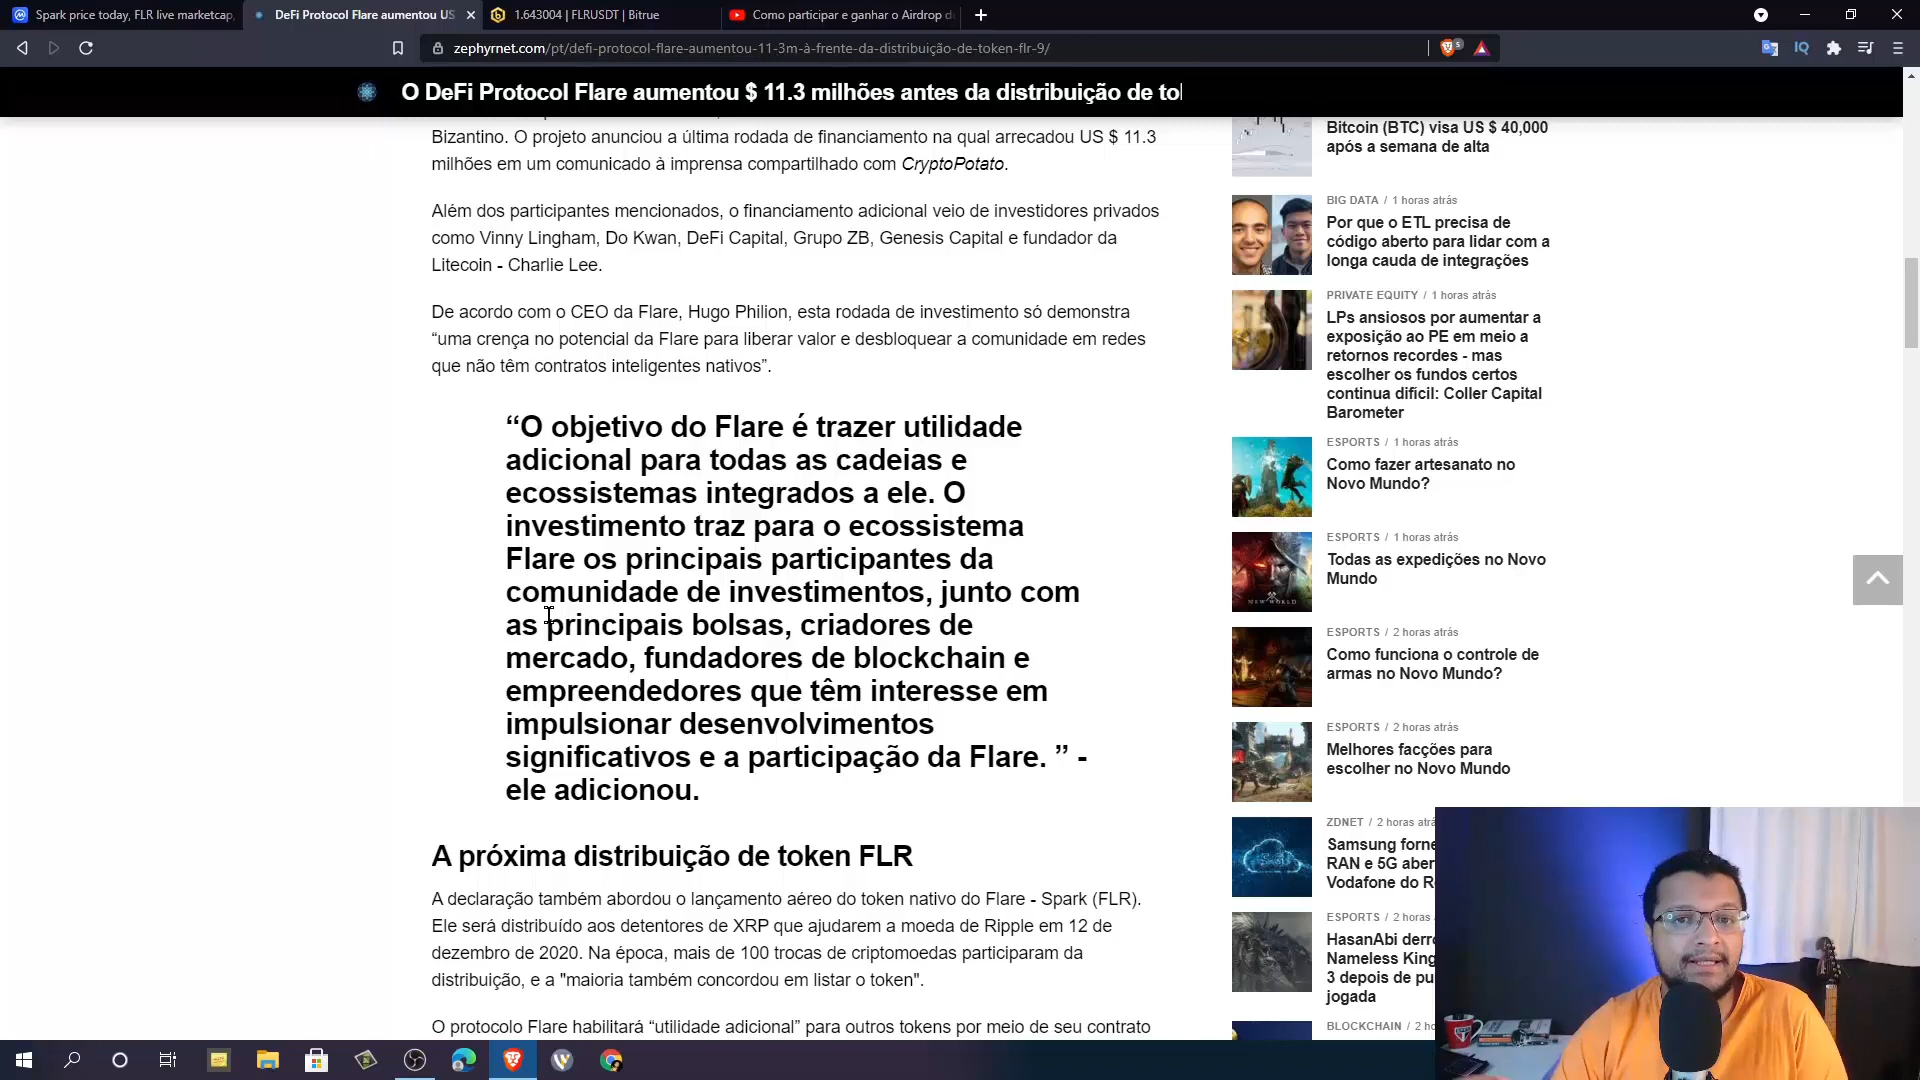 Spark price today, FLR live marketcap,
DeFi Protocol Flare aumentou US
1.643004 | FLRUSDT | Bitrue
Como participar e ganhar o Airdrop d
zephyrnet.com/pt/defi-protocol-flare-aumentou-11-3m-à-frente-da-distribuição-de-token-flr-9/
O DeFi Protocol Flare aumentou $ 11.3 milhões antes da distribuição de to
Bizantino. O projeto anunciou a última rodada de financiamento na qual arrecadou US $ 11.3
milhões em um comunicado à imprensa compartilhado com CryptoPotato.
Além dos participantes mencionados, o financiamento adicional veio de investidores privados
como Vinny Lingham, Do Kwan, DeFi Capital, Grupo ZB, Genesis Capital e fundador da
Litecoin - Charlie Lee.
De acordo com o CEO da Flare, Hugo Philion, esta rodada de investimento só demonstra
“uma crença no potencial da Flare para liberar valor e desbloquear a comunidade em redes
que não têm contratos inteligentes nativos”.
“O objetivo do Flare é trazer utilidade
adicional para todas as cadeias e
ecossistemas integrados a ele. O
investimento traz para o ecossistema
Flare os principais participantes da
comunidade de investimentos, junto com
as principais bolsas, criadores de
mercado, fundadores de blockchain e
empreendedores que têm interesse em
impulsionar desenvolvimentos
significativos e a participação da Flare. ” -
ele adicionou.
A próxima distribuição de token FLR
A declaração também abordou o lançamento aéreo do token nativo do Flare - Spark (FLR).
Ele será distribuído aos detentores de XRP que ajudarem a moeda de Ripple em 12 de
dezembro de 2020. Na época, mais de 100 trocas de criptomoedas participaram da
distribuição, e a "maioria também concordou em listar o token".
O protocolo Flare habilitará “utilidade adicional” para outros tokens por meio de seu contrato
Bitcoin (BTC) visa US $ 40,000
após a semana de alta
BIG DATA / 1 horas atrás
Por que o ETL precisa de
código aberto para lidar com a
longa cauda de integrações
PRIVATE EQUITY / 1 horas atrás
LPs ansiosos por aumentar a
exposição ao PE em meio a
retornos recordes - mas
escolher os fundos certos
continua difícil: Coller Capital
Barometer
ESPORTS / 1 horas atrás
Como fazer artesanato no
Novo Mundo?
ESPORTS / 1 horas atrás
Todas as expedições no Novo
Mundo
NEW WORLD
ESPORTS / 2 horas atrás
Como funciona o controle de
armas no Novo Mundo?
ESPORTS / 2 horas atrás
Melhores facções para
escolher no Novo Mundo
ZDNET / 2 horas atrá
Samsung forne
RAN e 5G aber
Vodafone do R
ESPORTS / 2 horas
HasanAbi derro
Nameless King
3 depois de pu
jogada
BLOCKCHAIN / 2 ho